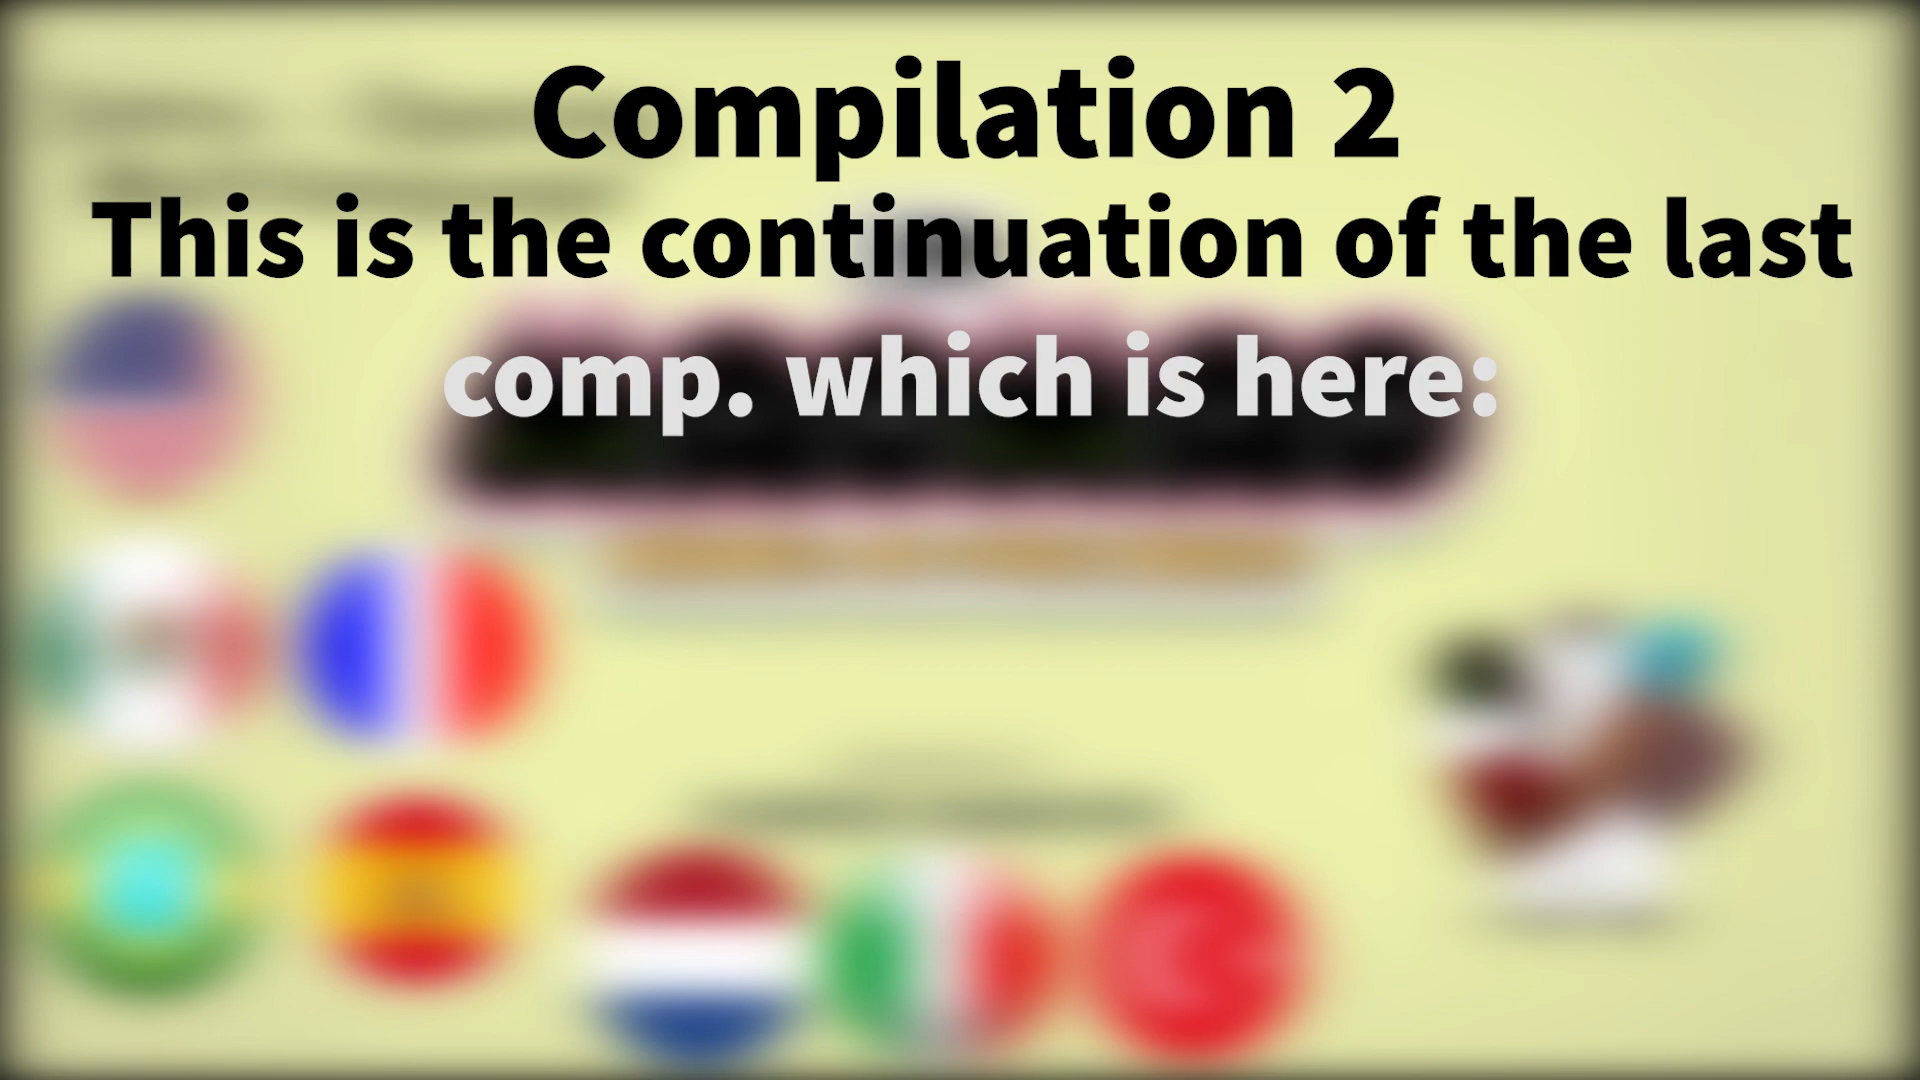 Compilation 2
This is the continuation of the last
comp. which is here: